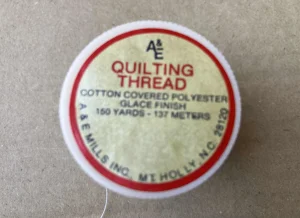 A&E
QUILTING
THREAD
COTTON COVERED POLYESTER
GLACE FINISH
150 YARDS - 137 METERS
A & E MILLS INC. MT. HOLLY, N.C. 28120